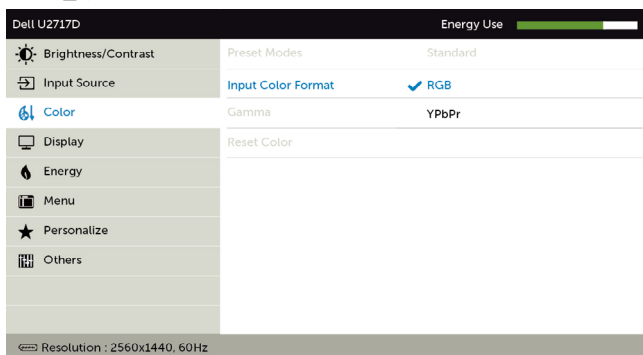 Dell U2717D Energy Use
Brightness/Contrast Preset Modes Standard
Input Source Input Color Format RGB
Color Gamma YPbPr
Display Reset Color
Energy
Menu
Personalize
Others
Resolution : 2560x1440, 60Hz